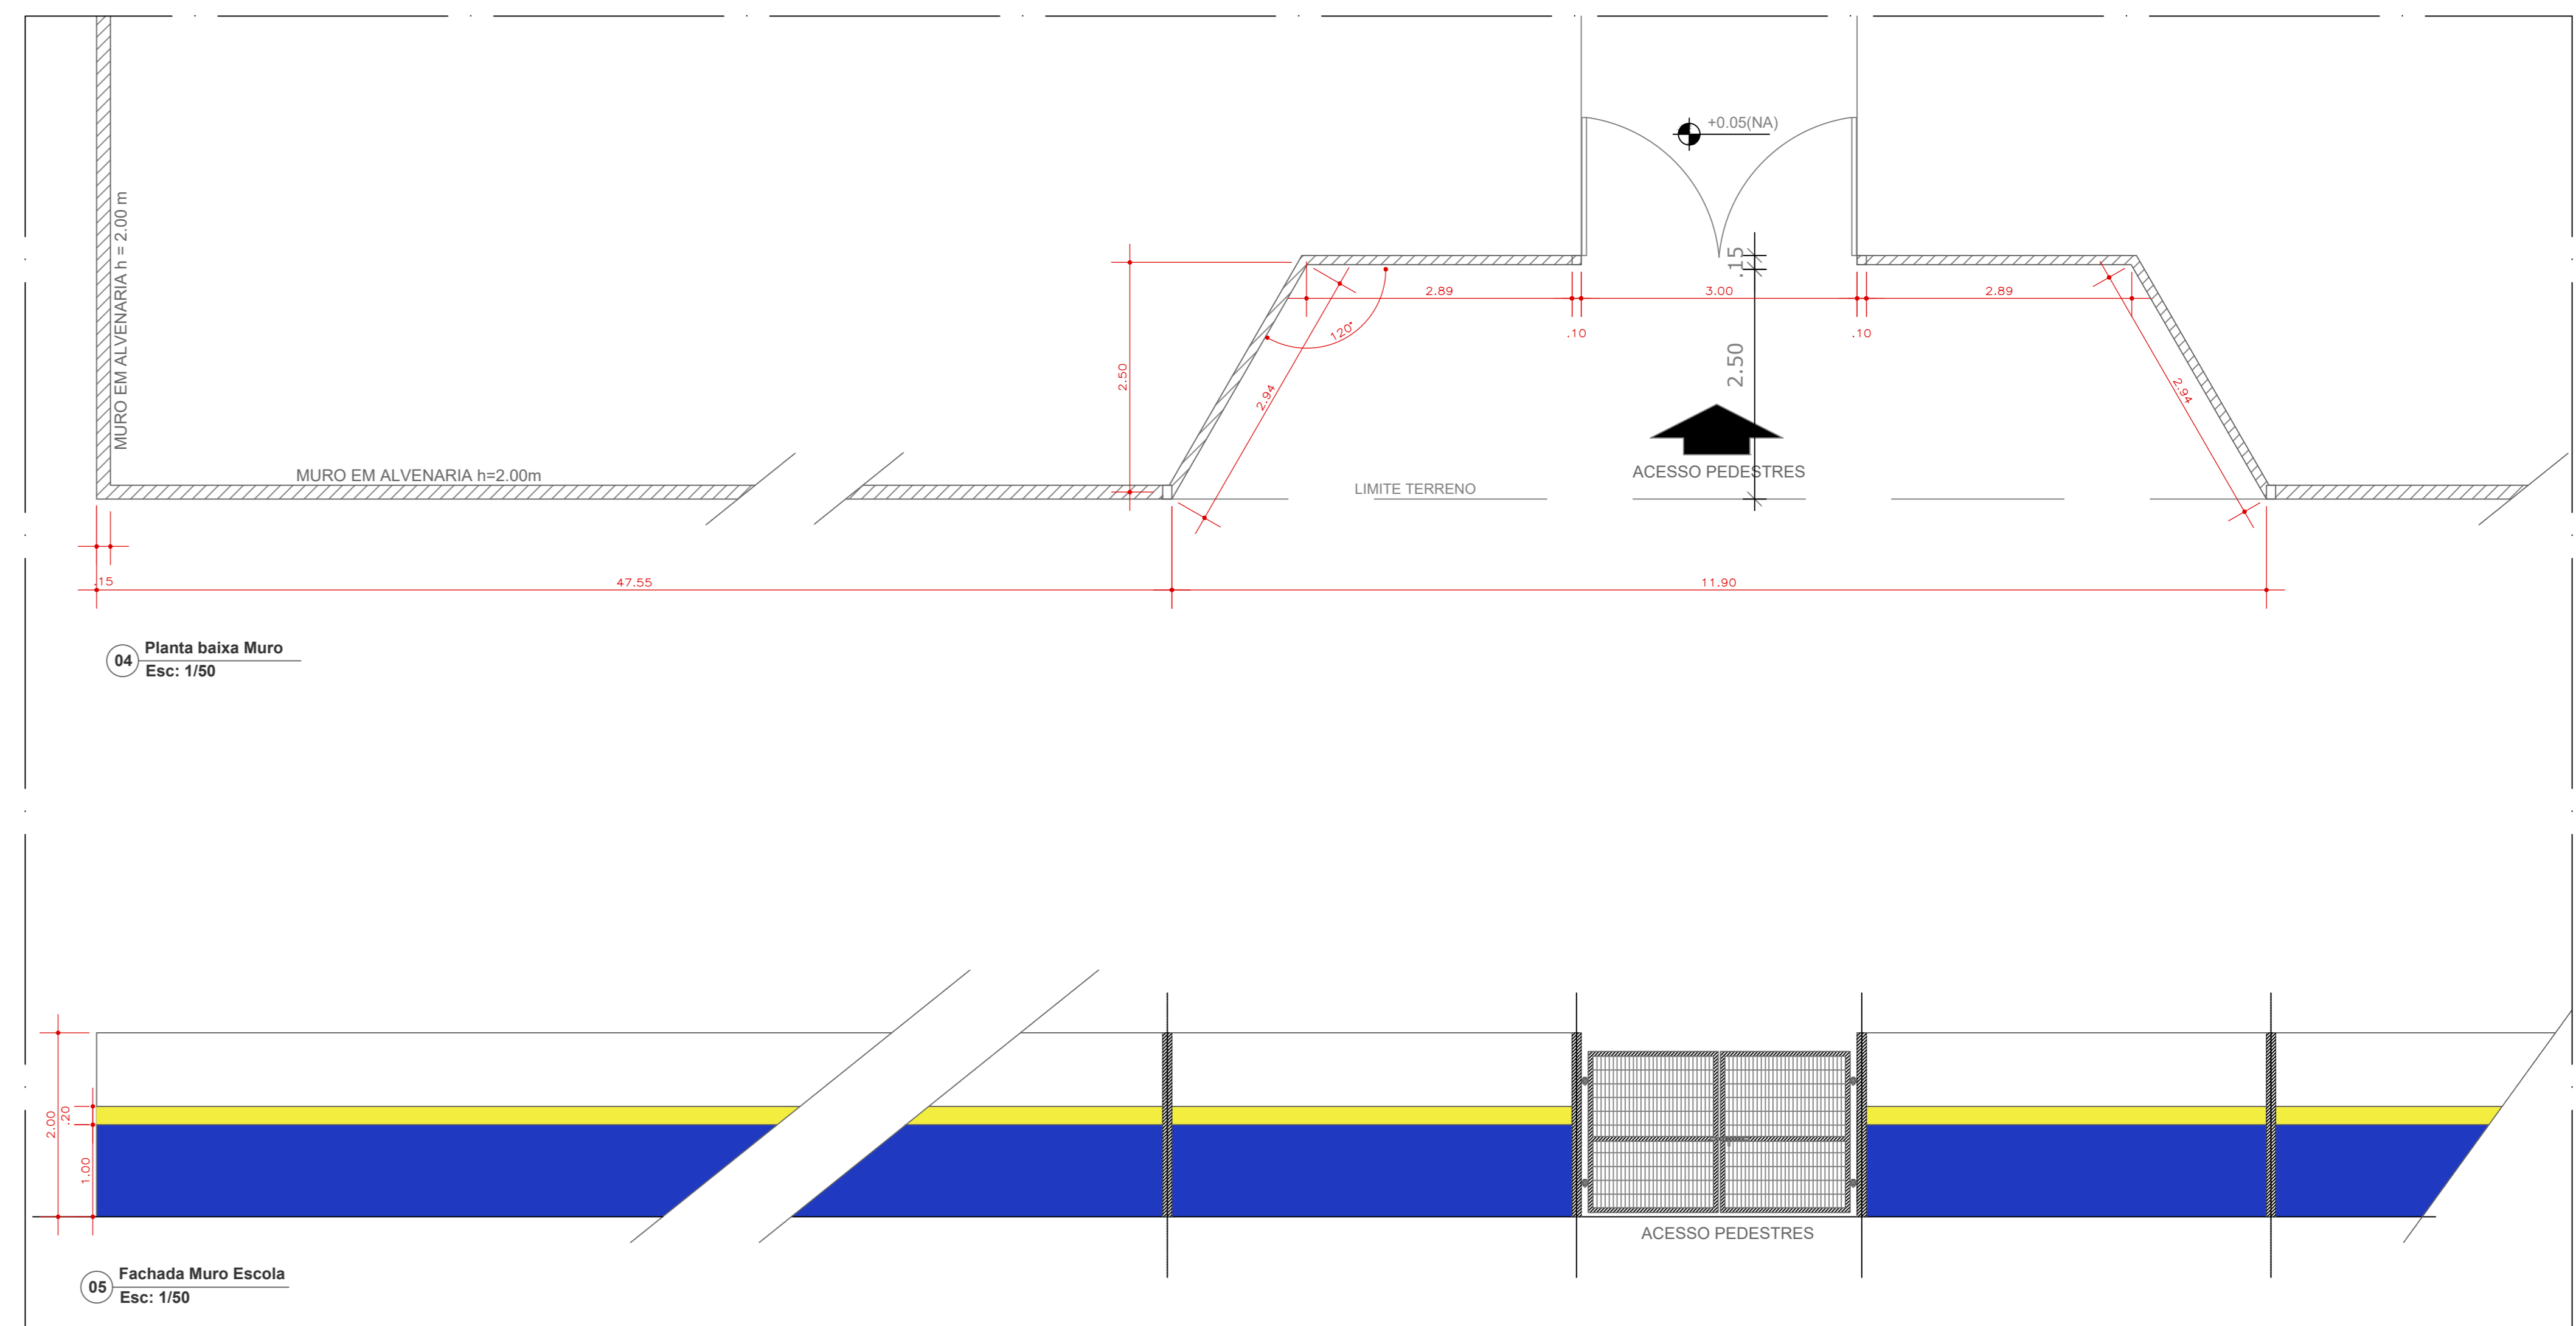 +0.05(NA)
MURO EM ALVENARIA h = 2.00 m
.15
2.89
3.00
2.89
.10
.10
120°
2.50
2.50
2.94
2.94
ACESSO PEDESTRES
MURO EM ALVENARIA h=2.00m
LIMITE TERRENO
.15
47.55
11.90
04
Planta baixa Muro
Esc: 1/50
2.00
.20
1.00
ACESSO PEDESTRES
05
Fachada Muro Escola
Esc: 1/50